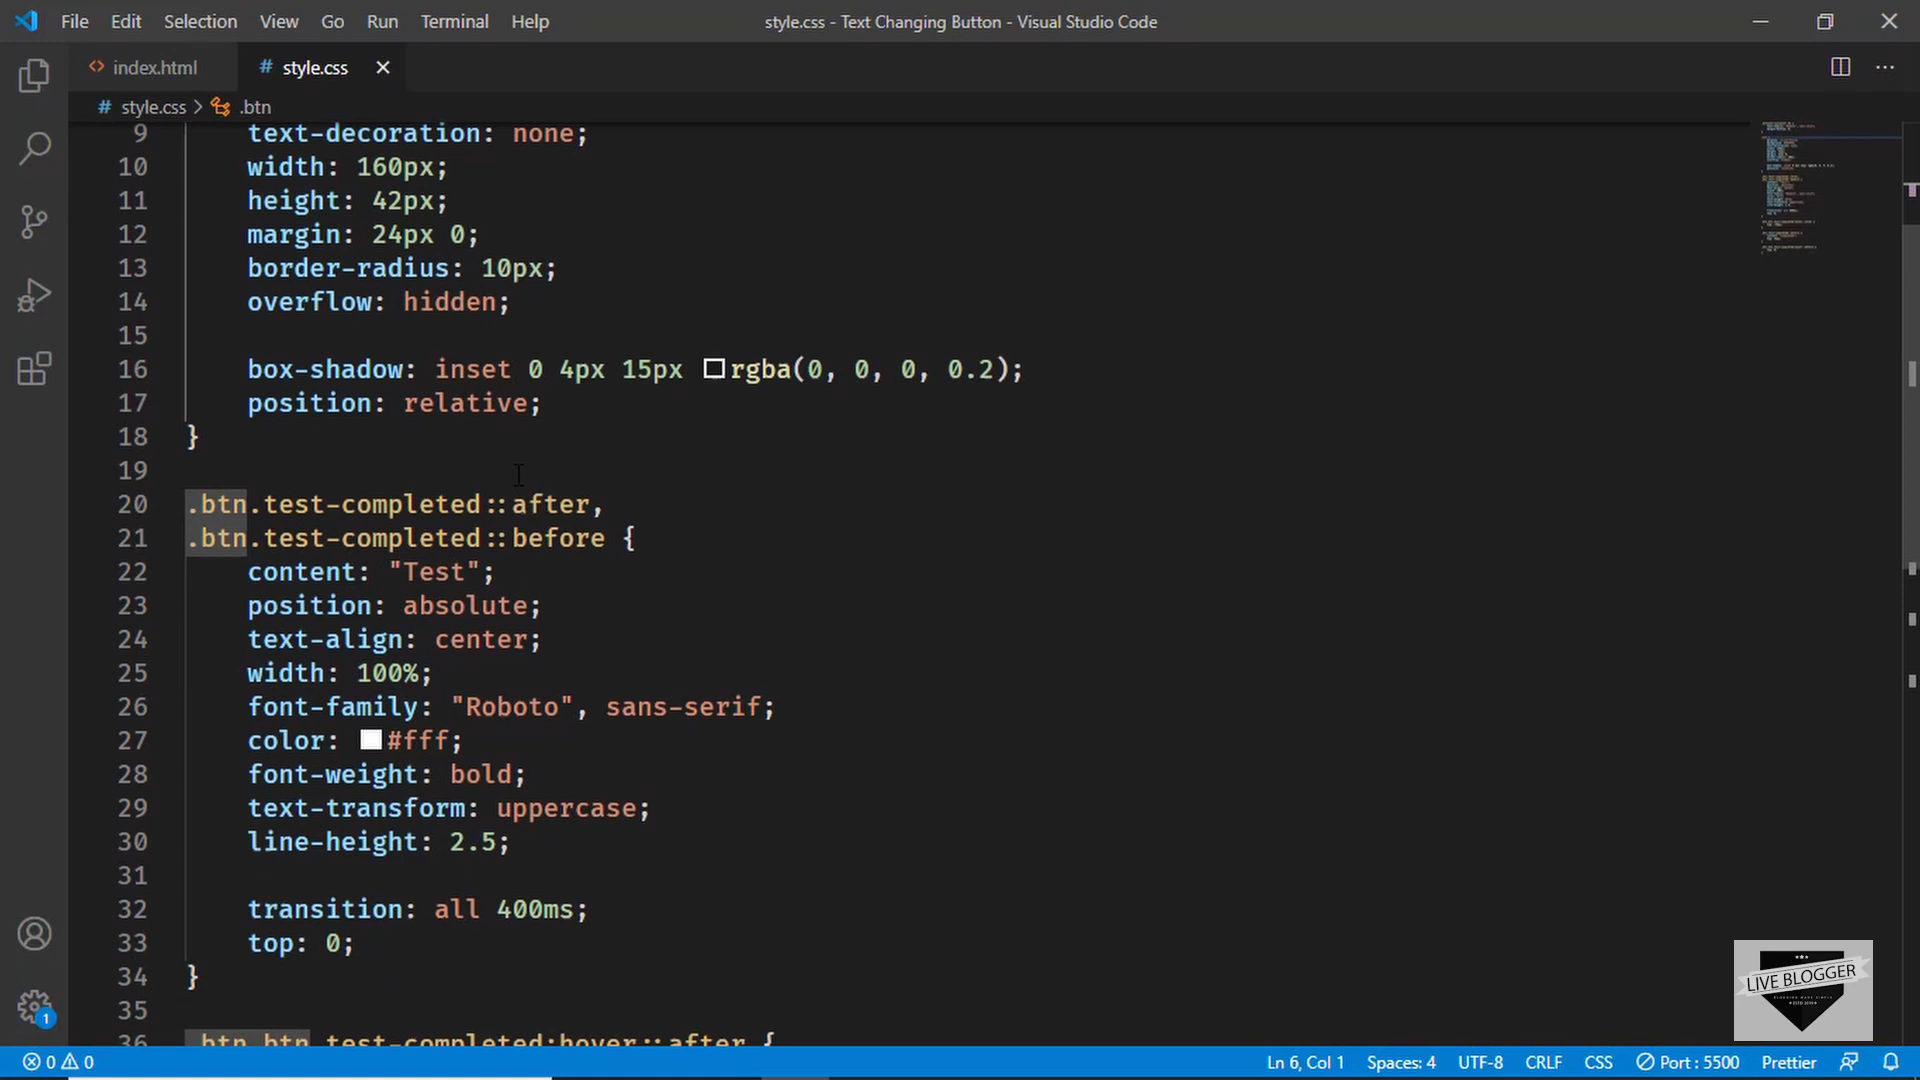 File Edit Selection View Go Run Terminal Help
style.css - Text Changing Button - Visual Studio Code
index.html
# style.css
# style.css > .btn
9 text-decoration: none;
10 width: 160px;
11 height: 42px;
12 margin: 24px 0;
13 border-radius: 10px;
14 overflow: hidden;
15
16 box-shadow: inset 0 4px 15px rgba(0, 0, 0, 0.2);
17 position: relative;
18 }
19
20 .btn.test-completed::after,
21 .btn.test-completed::before {
22 content: "Test";
23 position: absolute;
24 text-align: center;
25 width: 100%;
26 font-family: "Roboto", sans-serif;
27 color: #fff;
28 font-weight: bold;
29 text-transform: uppercase;
30 line-height: 2.5;
31
32 transition: all 400ms;
33 top: 0;
34 }
35
36 .btn.btn.test-completed:hover::after {
LIVE BLOGGER
1
0 0 Ln 6, Col 1 Spaces: 4 UTF-8 CRLF CSS Port : 5500 Prettier